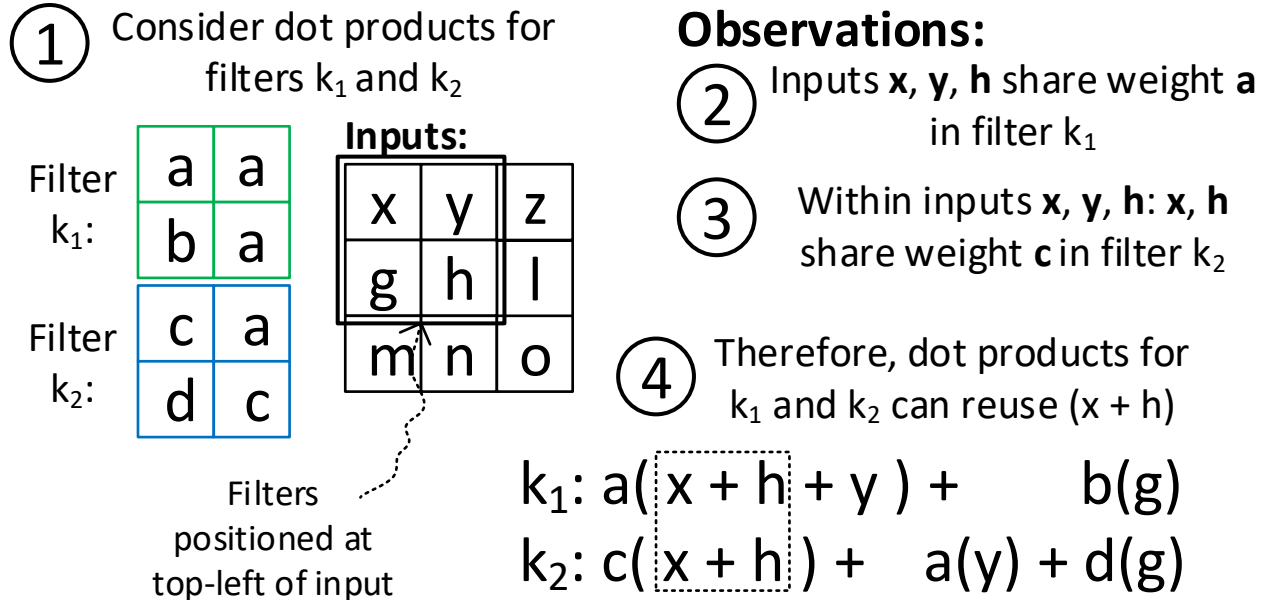 1 Consider dot products for
filters k₁ and k₂
Filter
k₁:
a a
b a
Filter
k₂:
c a
d c
Inputs:
x y z
g h l
m n o
Filters
positioned at
top-left of input
Observations:
2 Inputs x, y, h share weight a
in filter k₁
3 Within inputs x, y, h: x, h
share weight c in filter k₂
4 Therefore, dot products for
k₁ and k₂ can reuse (x + h)
k₁: a( x + h + y ) + b(g)
k₂: c( x + h ) + a(y) + d(g)